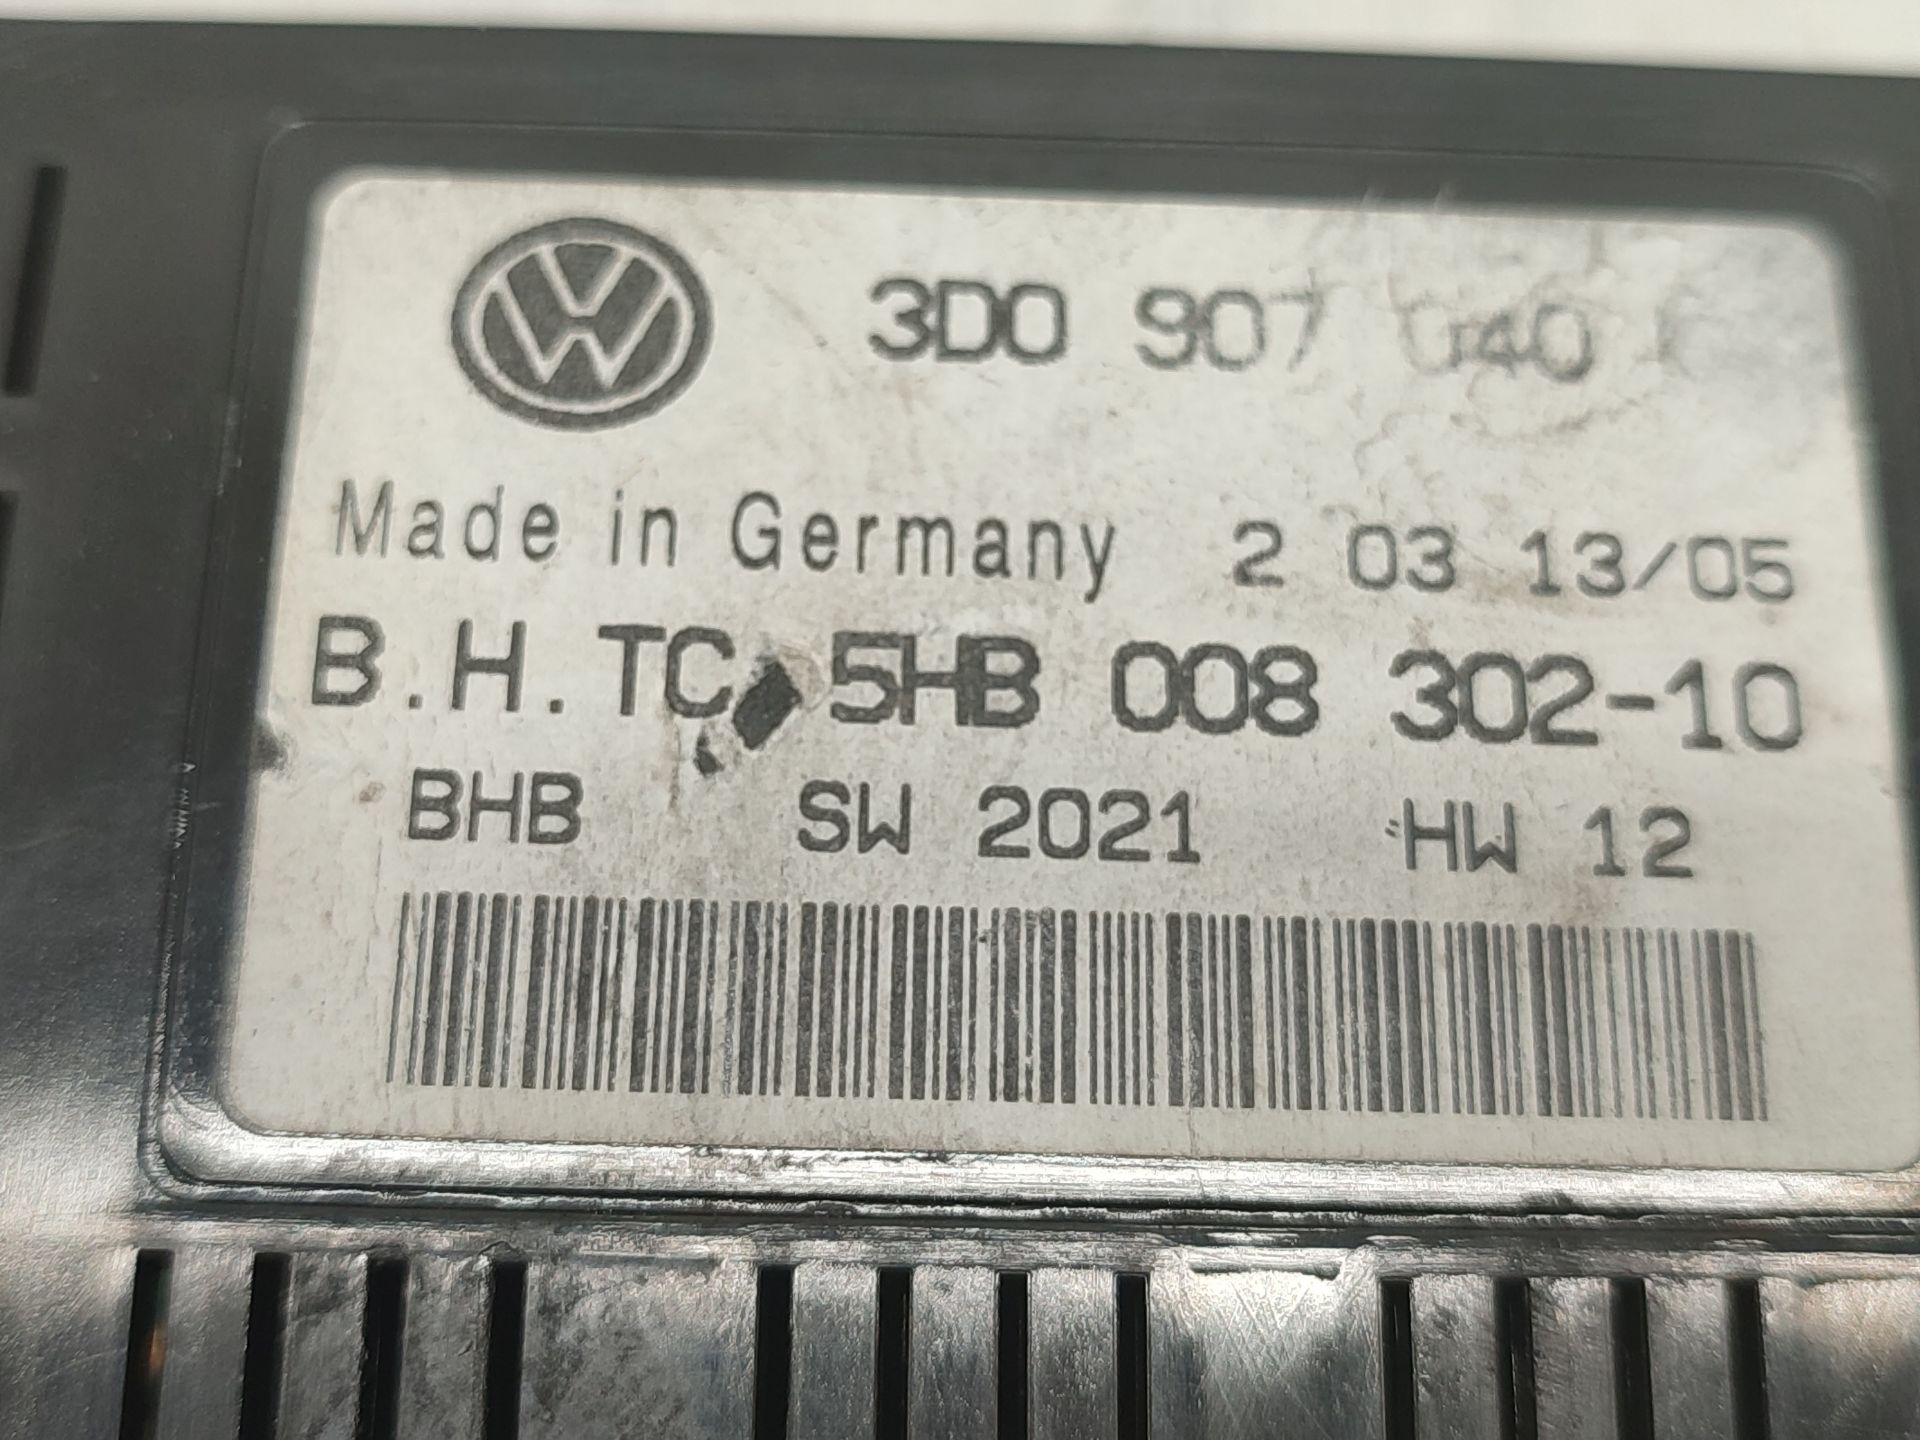 3D0 907 040
Made in Germany 2 03 13/05
B.H.TC 5HB 008 302-10
BHB SW 2021 HW 12